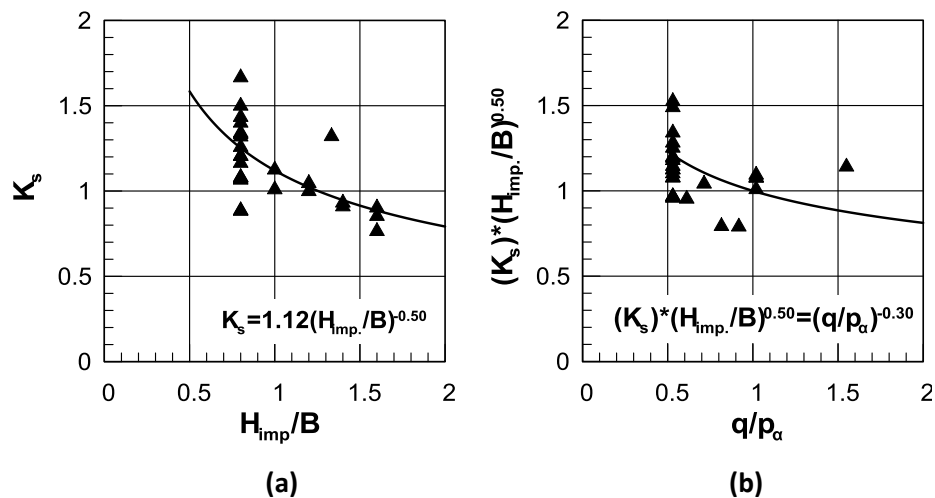 2
1.5
1
0.5
0
K_s
K_s=1.12(H_imp./B)^-0.50
0 0.5 1 1.5 2
H_imp/B
(a)
2
1.5
1
0.5
0
(K_s)*(H_imp./B)^0.50
(K_s)*(H_imp./B)^0.50=(q/p_α)^-0.30
0 0.5 1 1.5 2
q/p_α
(b)